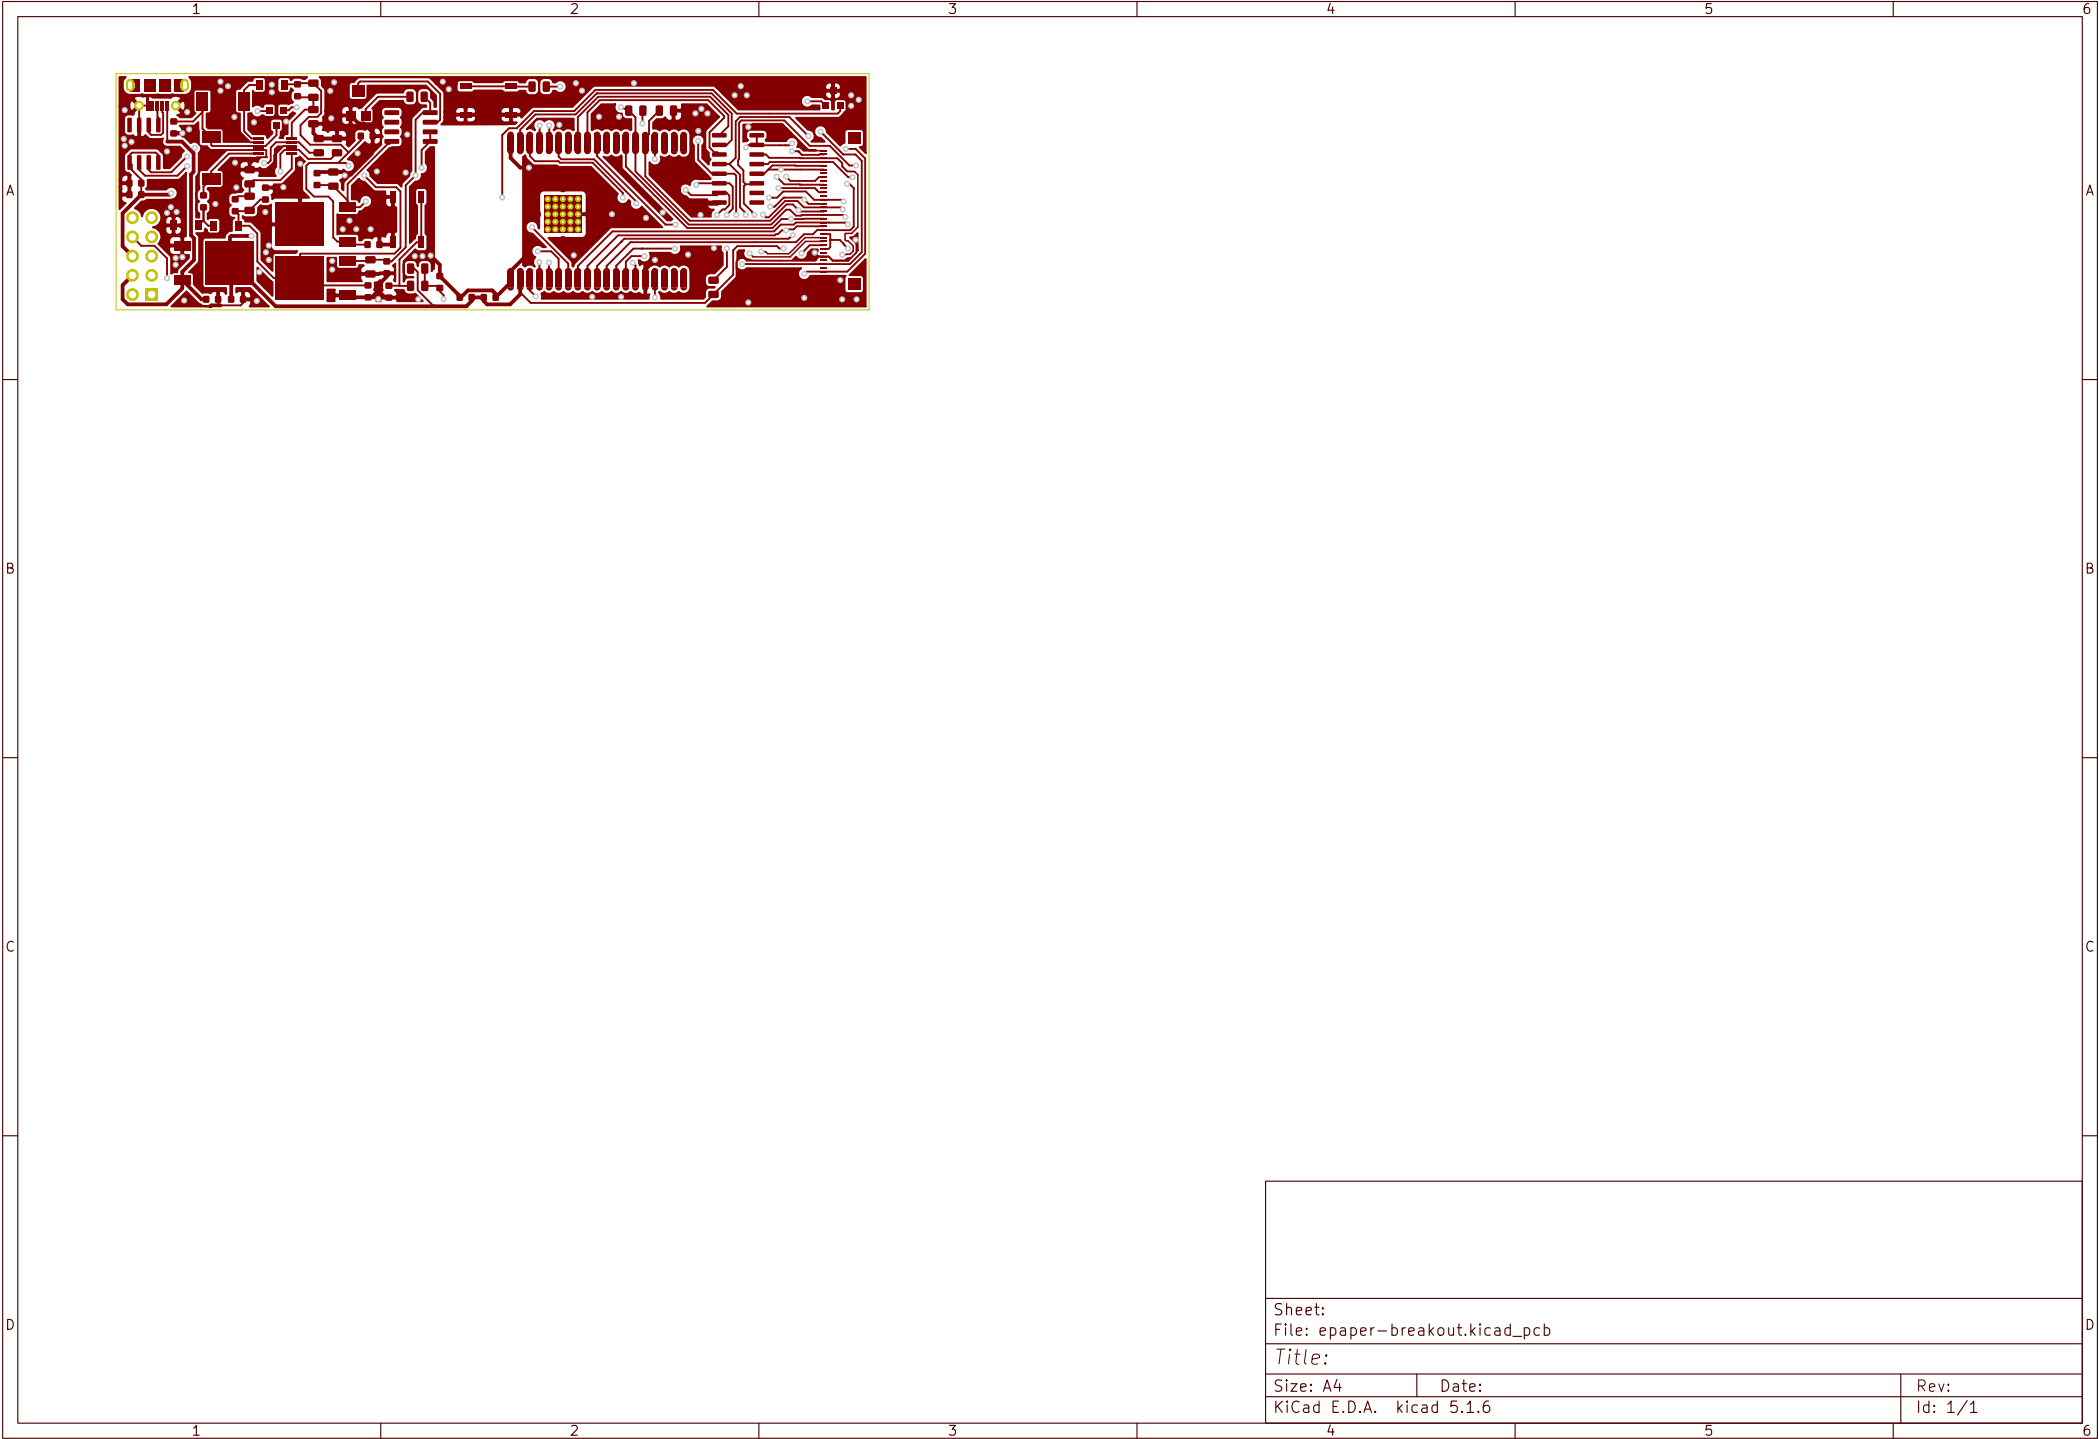 1 2 3 4 5 6
A A
B B
C C
D D
Sheet:
File: epaper-breakout.kicad_pcb
Title:
Size: A4 Date: Rev:
KiCad E.D.A. kicad 5.1.6 Id: 1/1
1 2 3 4 5 6